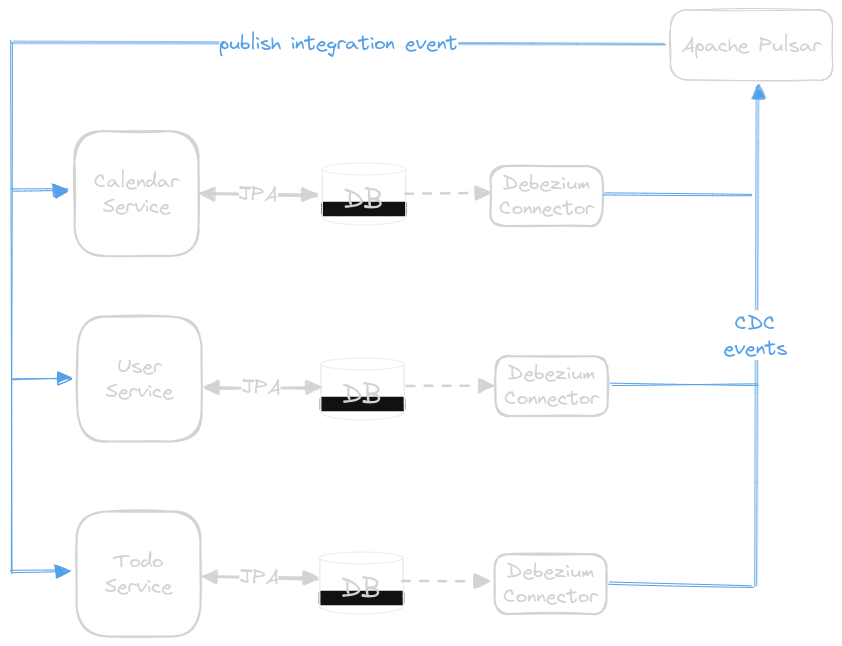 publish integration event
Apache Pulsar
Calendar
Service
JPA
DB
Debezium
Connector
CDC
events
User
Service
JPA
DB
Debezium
Connector
Todo
Service
JPA
DB
Debezium
Connector